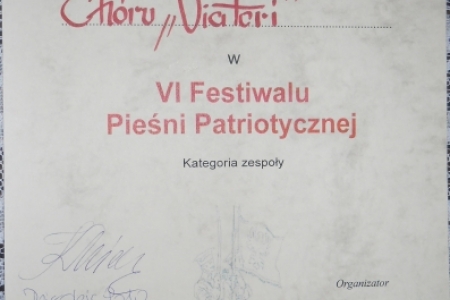 Chóru „Viatori"
W
VI Festiwalu
Pieśni Patriotycznej
Kategoria zespoły
Organizator